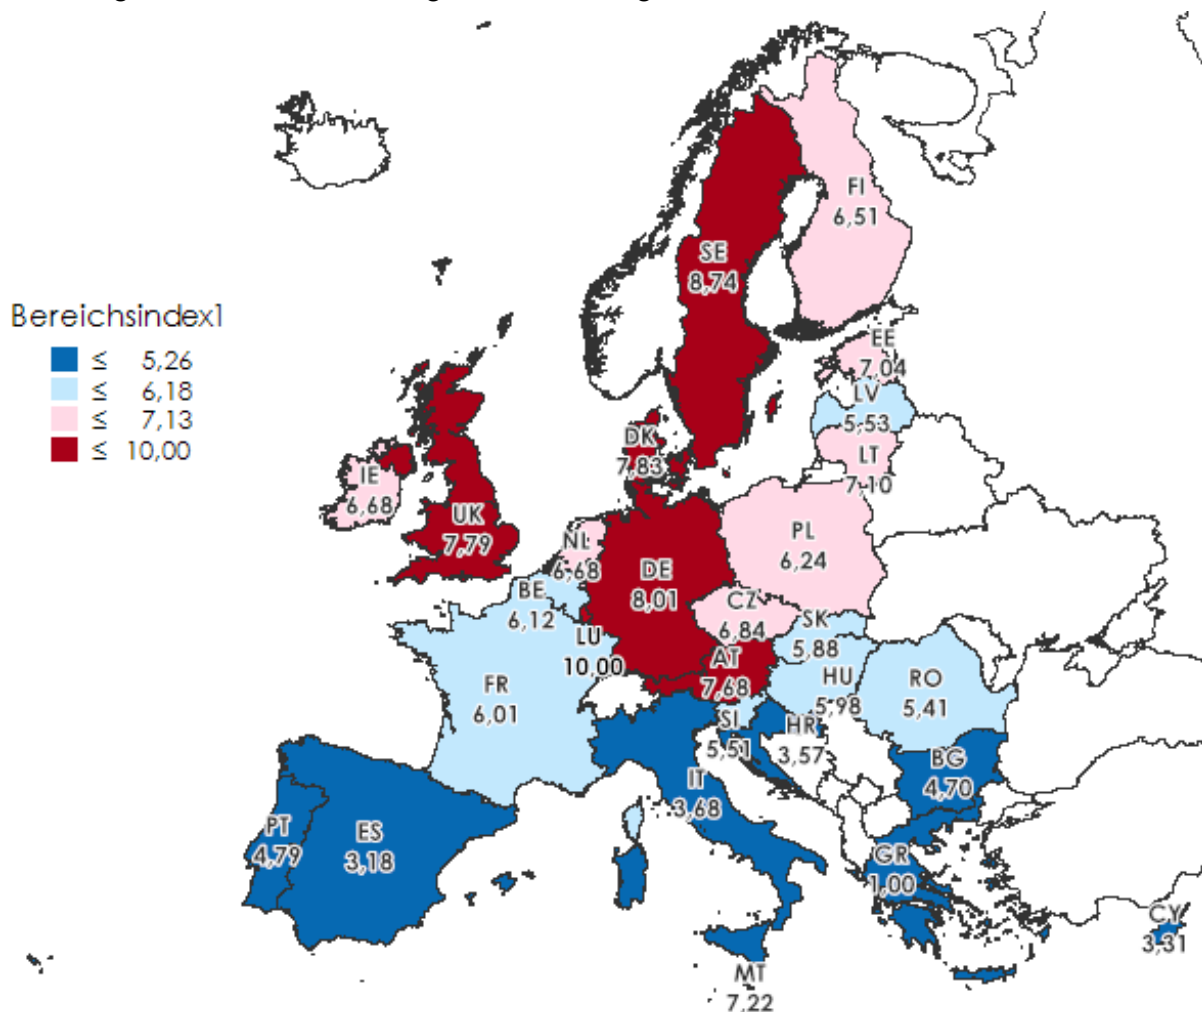 FI
6,51
SE
8,74
Bereichsindex1
≤ 5,26
≤ 6,18
≤ 7,13
≤ 10,00
EE
7,04
LV
5,53
DK
7,83
LT
7,10
IE
6,68
UK
7,79
NL
6,68
PL
6,24
DE
8,01
BE
6,12
CZ
6,84
SK
5,88
LU
10,00
AT
7,68
HU
5,98
RO
5,41
FR
6,01
SI
5,51
HR
3,57
BG
4,70
IT
3,68
PT
4,79
ES
3,18
GR
1,00
CY
3,31
MT
7,22